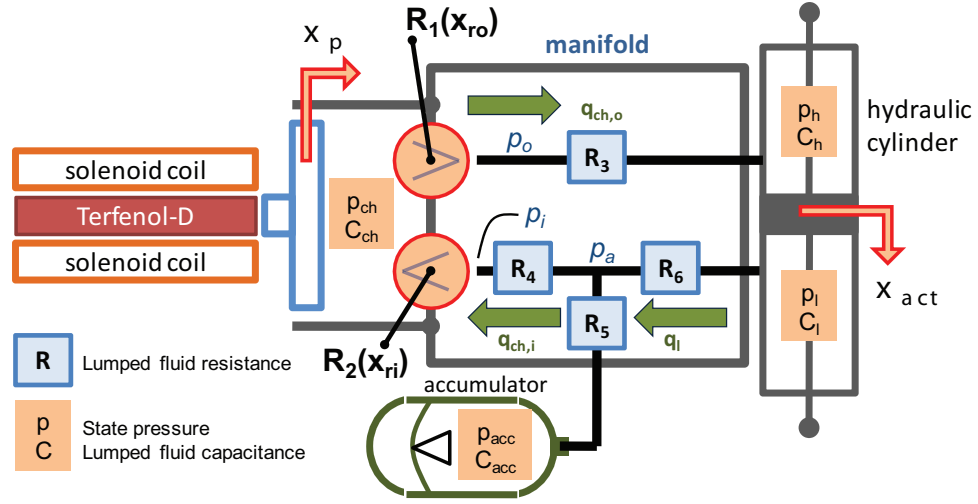 R1(xro)
x p
manifold
qch,o
hydraulic
cylinder
ph
Ch
po
R3
solenoid coil
Terfenol-D
solenoid coil
pch
Cch
pi
R4
pa
R6
R5
qch,i
ql
pl
Cl
x act
R2(xri)
R
Lumped fluid resistance
accumulator
p
C
State pressure
Lumped fluid capacitance
pacc
Cacc